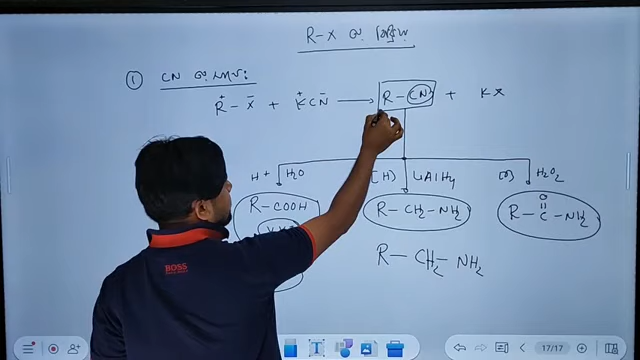 R-X এর বিক্রিয়া
① CN এর সাথে:
R⁺ - X⁻ + K⁺CN⁻ → R - CN + KX
H+ H₂O [H] LiAlH₄ [O] H₂O₂
R-COOH R-CH₂-NH₂ R-C(=O)-NH₂
R-CH₂-NH₂
BOSS
17/17